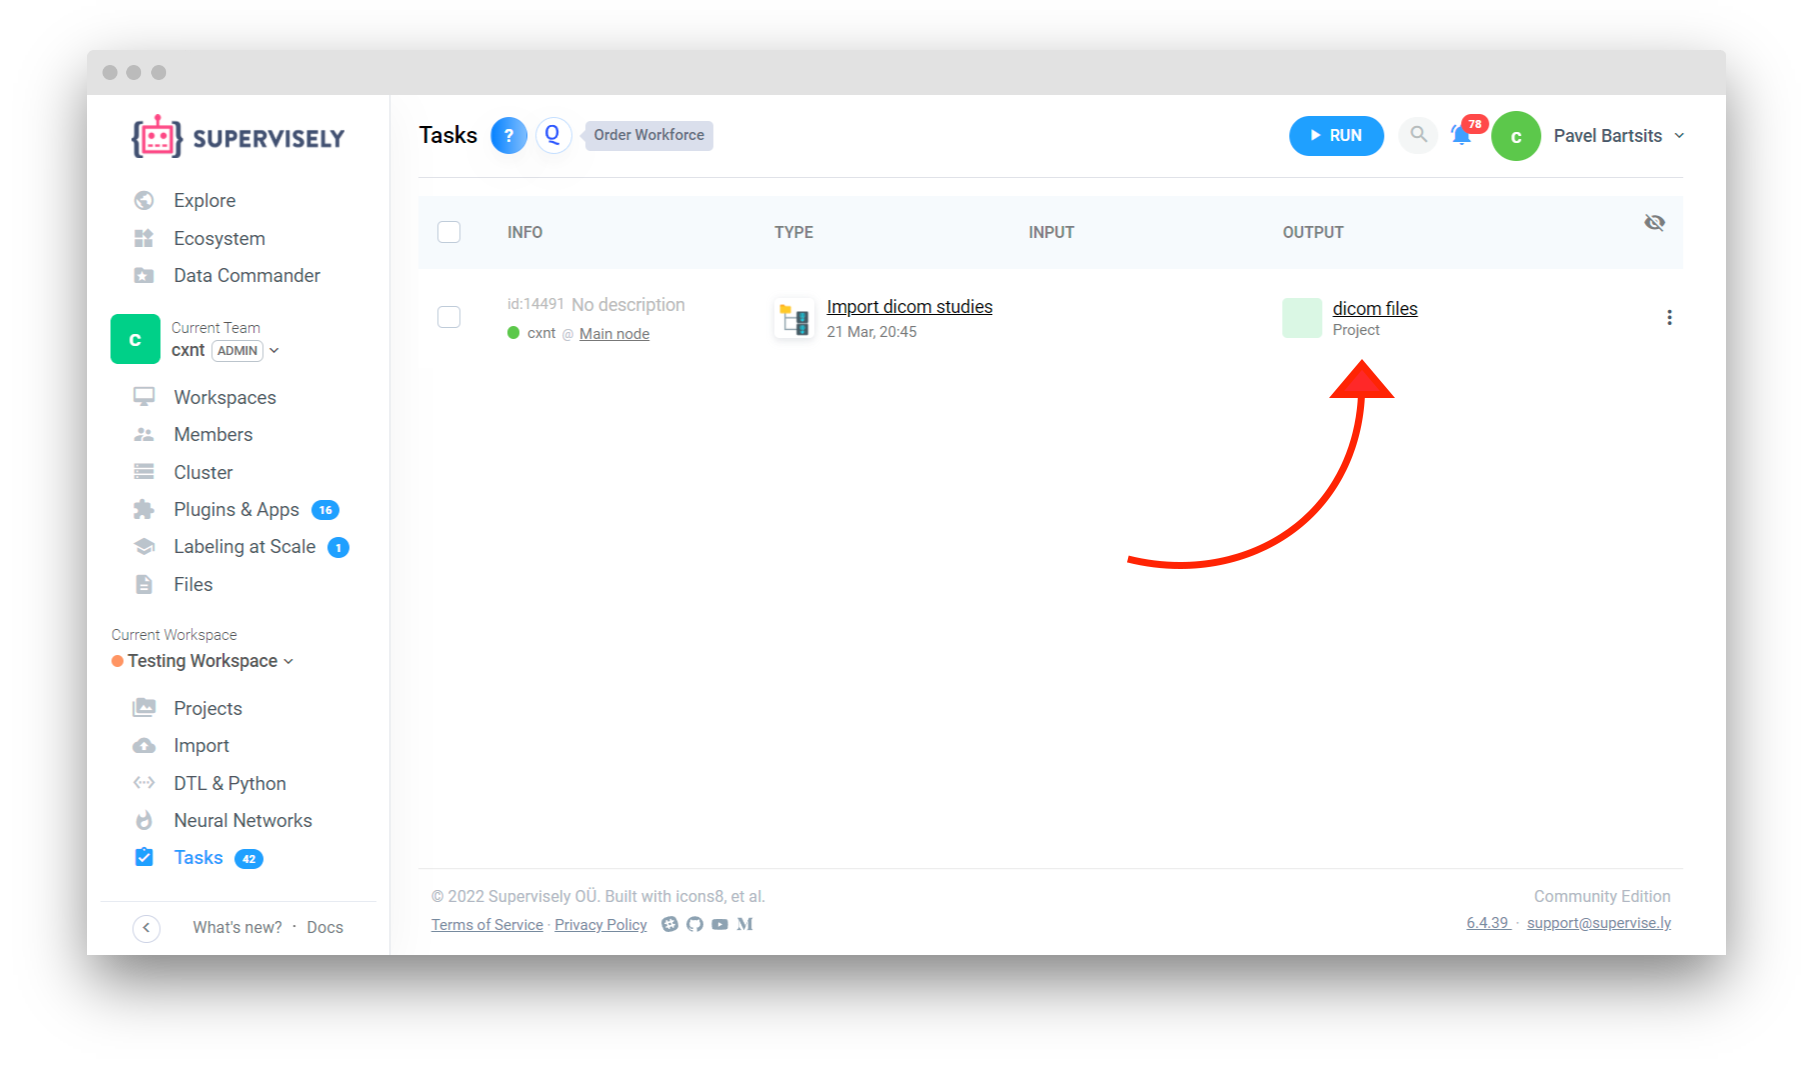 SUPERVISELY
Explore
Ecosystem
Data Commander
c
Current Team
cxnt ADMIN
Workspaces
Members
Cluster
Plugins & Apps 16
Labeling at Scale 1
Files
Current Workspace
Testing Workspace
Projects
Import
DTL & Python
Neural Networks
Tasks 42
What's new? · Docs
Tasks ? Q Order Workforce
RUN 78 c Pavel Bartsits
INFO TYPE INPUT OUTPUT
id:14491 No description
cxnt @ Main node
Import dicom studies
21 Mar, 20:45
dicom files
Project
© 2022 Supervisely OÜ. Built with icons8, et al.
Terms of Service · Privacy Policy M
Community Edition
6.4.39 · support@supervise.ly